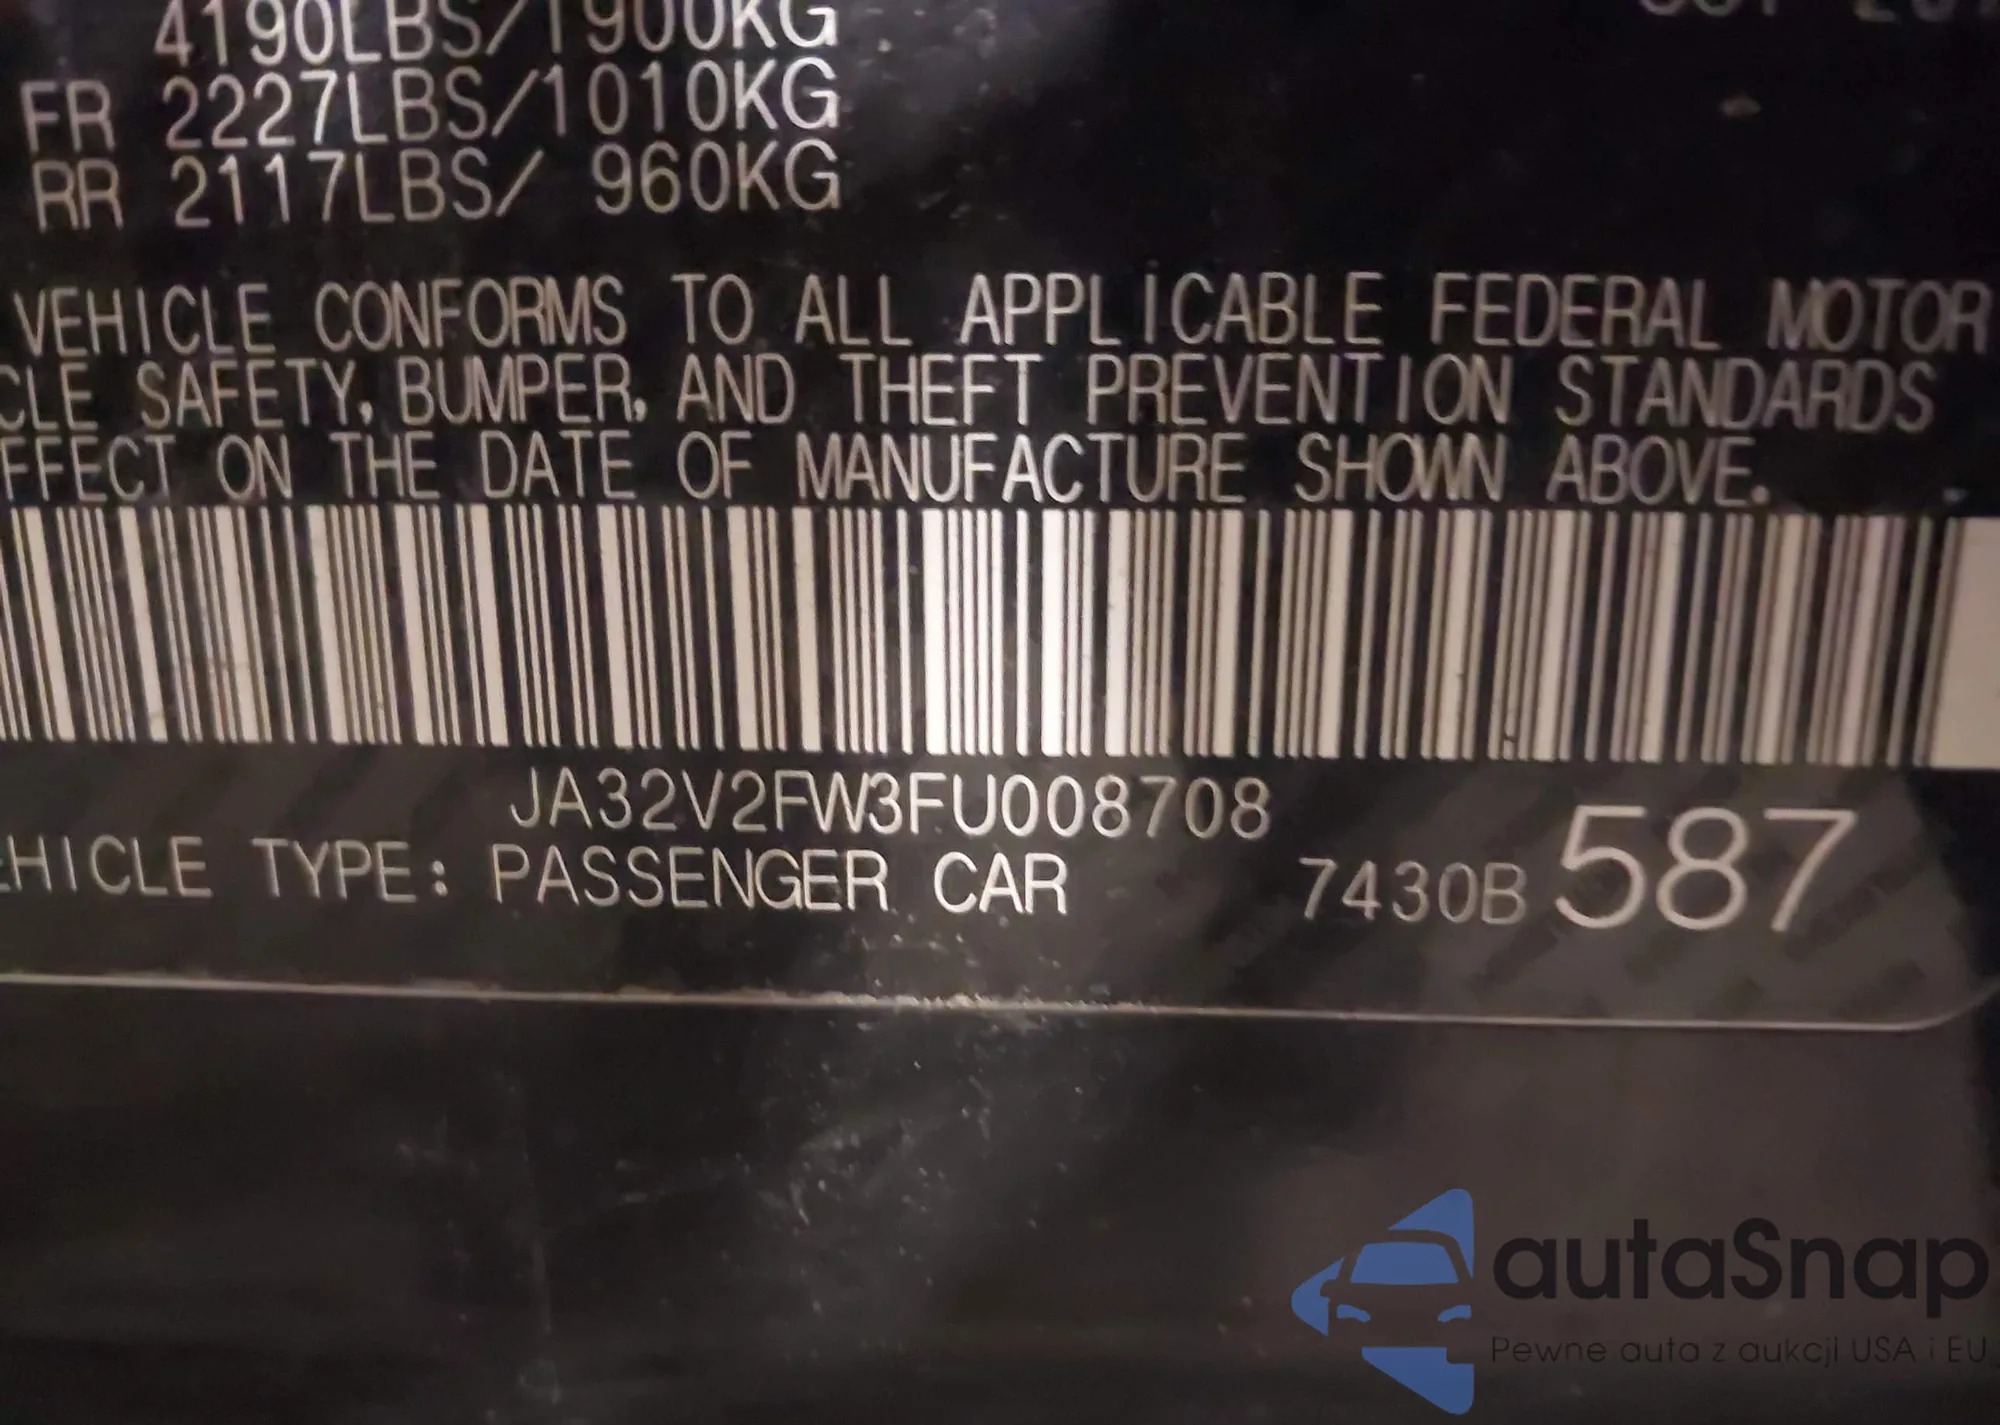 4190LBS/1900KG
FR 2227LBS/1010KG
RR 2117LBS/ 960KG
VEHICLE CONFORMS TO ALL APPLICABLE FEDERAL MOTOR
CLE SAFETY, BUMPER, AND THEFT PREVENTION STANDARDS
FFECT ON THE DATE OF MANUFACTURE SHOWN ABOVE.
JA32V2FW3FU008708
EHICLE TYPE: PASSENGER CAR 7430B 587
autaSnap
Pewne auta z aukcji USA i EU